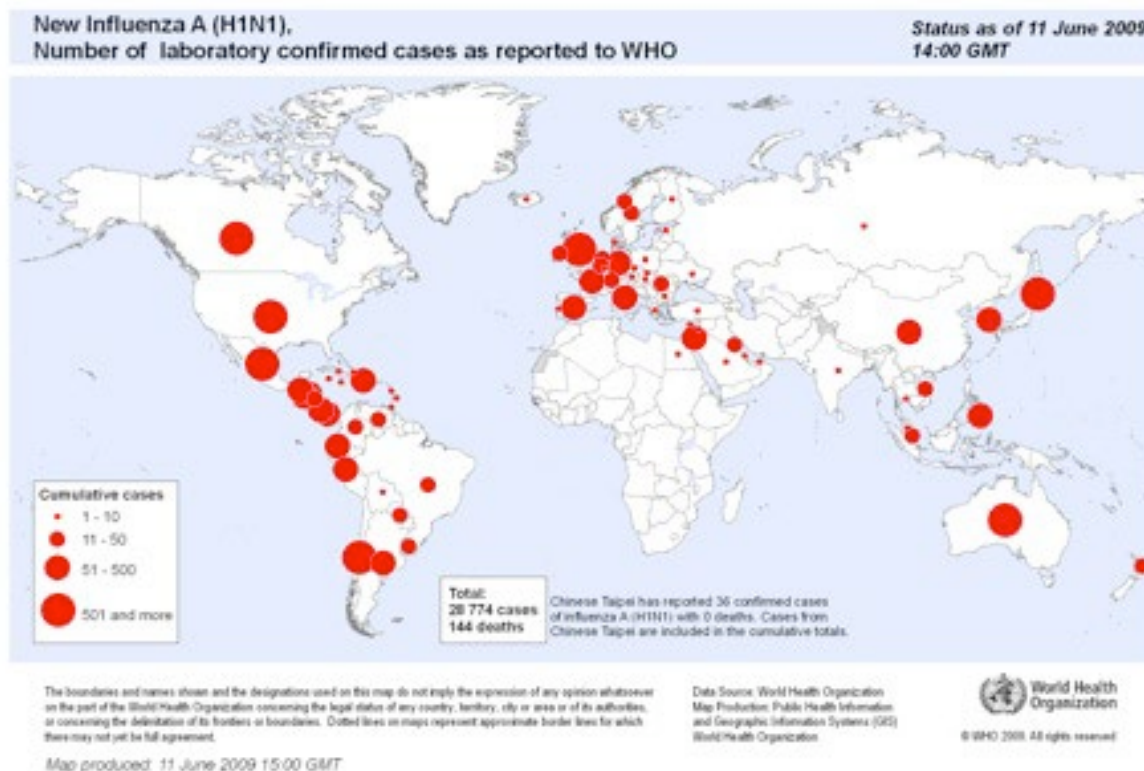 New Influenza A (H1N1),
Number of laboratory confirmed cases as reported to WHO
Status as of 11 June 2009
14:00 GMT
Cumulative cases
1 - 10
11 - 50
51 - 500
501 and more
Total:
28 774 cases
144 deaths
Chinese Taipei has reported 36 confirmed cases
of influenza A (H1N1) with 0 deaths. Cases from
Chinese Taipei are included in the cumulative totals.
The boundaries and names shown and the designations used on this map do not imply the expression of any opinion whatsoever
on the part of the World Health Organization concerning the legal status of any country, territory, city or area or of its authorities,
or concerning the delimitation of its frontiers or boundaries. Dotted lines on maps represent approximate border lines for which
there may not yet be full agreement.
Data Source: World Health Organization
Map Production: Public Health Information
and Geographic Information Systems (GIS)
World Health Organization
World Health
Organization
© WHO 2009. All rights reserved
Map produced: 11 June 2009 15:00 GMT